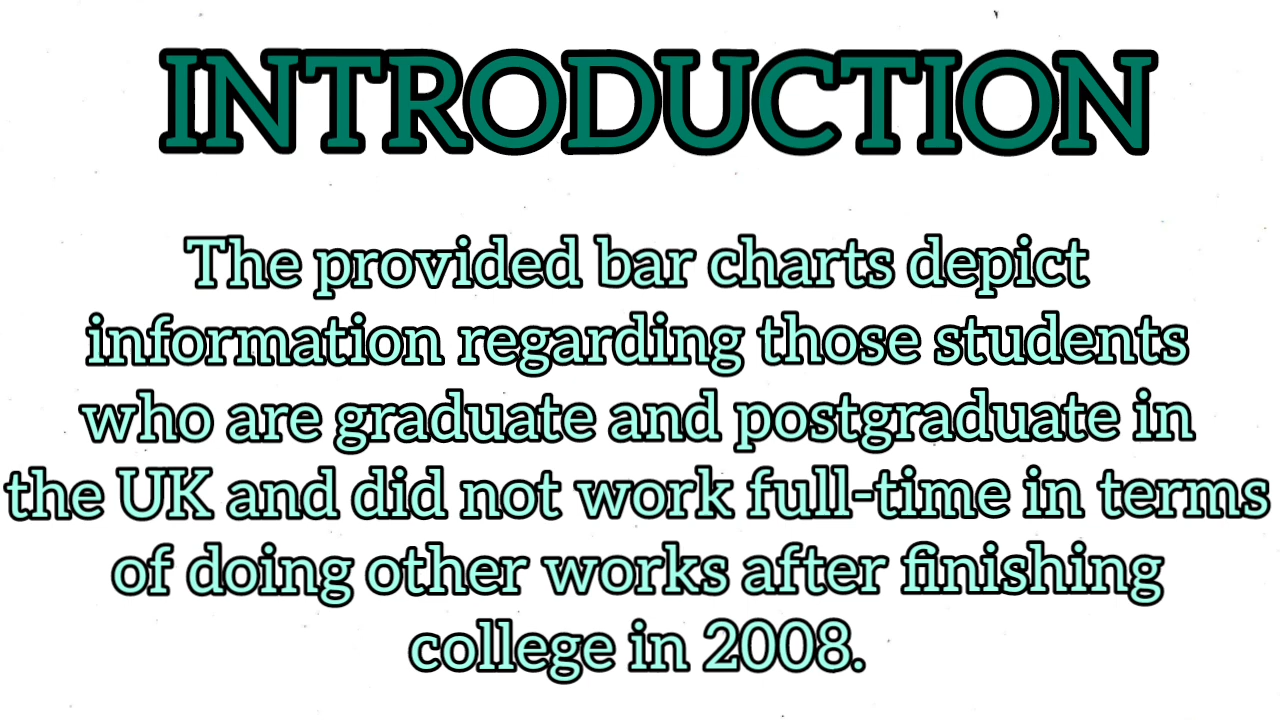 INTRODUCTION
The provided bar charts depict
information regarding those students
who are graduate and postgraduate in
the UK and did not work full-time in terms
of doing other works after finishing
college in 2008.